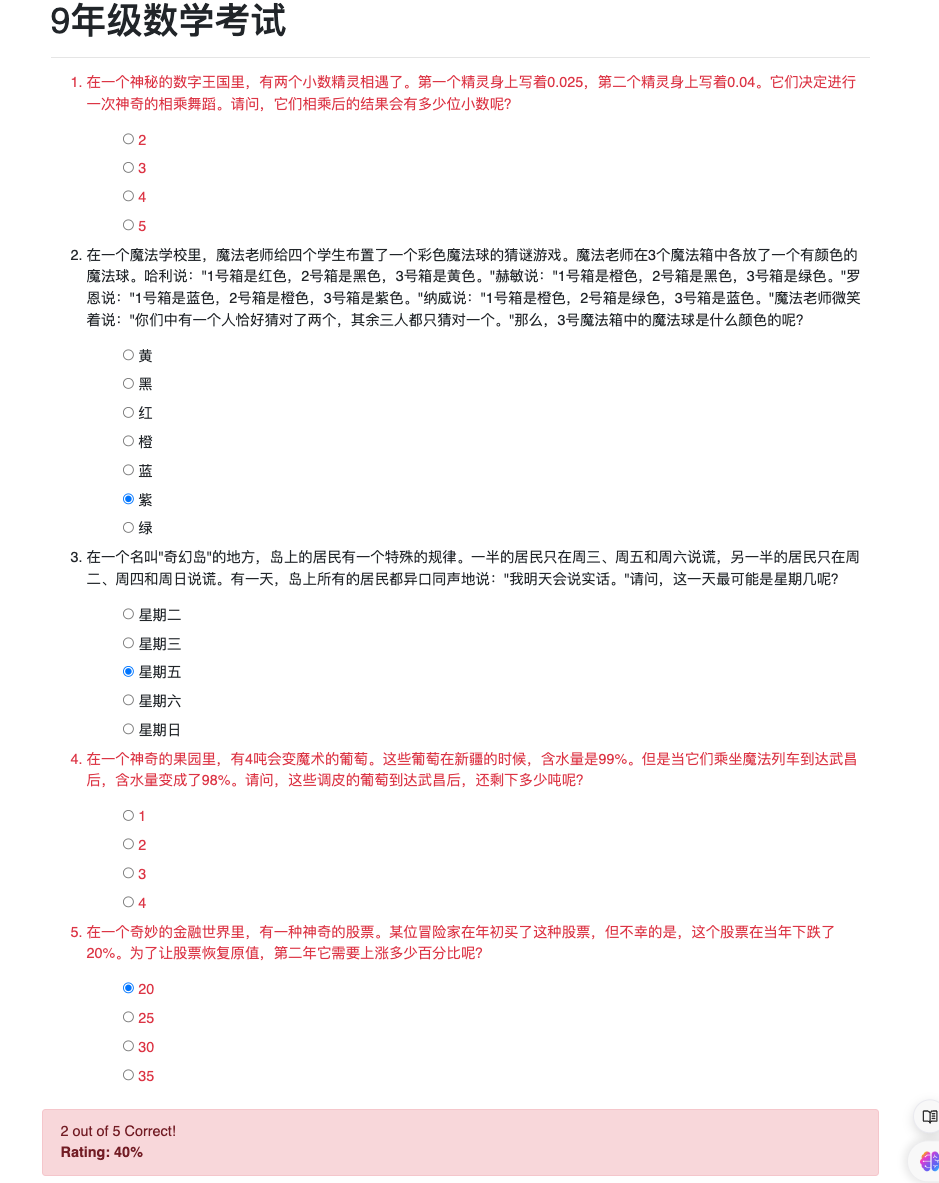 9年级数学考试
1. 在一个神秘的数字王国里，有两个小数精灵相遇了。第一个精灵身上写着0.025，第二个精灵身上写着0.04。它们决定进行
一次神奇的相乘舞蹈。请问，它们相乘后的结果会有多少位小数呢?
2
3
4
5
2. 在一个魔法学校里，魔法老师给四个学生布置了一个彩色魔法球的猜谜游戏。魔法老师在3个魔法箱中各放了一个有颜色的
魔法球。哈利说："1号箱是红色，2号箱是黑色，3号箱是黄色。"赫敏说："1号箱是橙色，2号箱是黑色，3号箱是绿色。"罗
恩说："1号箱是蓝色，2号箱是橙色，3号箱是紫色。"纳威说："1号箱是橙色，2号箱是绿色，3号箱是蓝色。"魔法老师微笑
着说："你们中有一个人恰好猜对了两个，其余三人都只猜对一个。"那么，3号魔法箱中的魔法球是什么颜色的呢?
黄
黑
红
橙
蓝
紫
绿
3. 在一个名叫"奇幻岛"的地方，岛上的居民有一个特殊的规律。一半的居民只在周三、周五和周六说谎，另一半的居民只在周
二、周四和周日说谎。有一天，岛上所有的居民都异口同声地说："我明天会说实话。"请问，这一天最可能是星期几呢?
星期二
星期三
星期五
星期六
星期日
4. 在一个神奇的果园里，有4吨会变魔术的葡萄。这些葡萄在新疆的时候，含水量是99%。但是当它们乘坐魔法列车到达武昌
后，含水量变成了98%。请问，这些调皮的葡萄到达武昌后，还剩下多少吨呢?
1
2
3
4
5. 在一个奇妙的金融世界里，有一种神奇的股票。某位冒险家在年初买了这种股票，但不幸的是，这个股票在当年下跌了
20%。为了让股票恢复原值，第二年它需要上涨多少百分比呢?
20
25
30
35
2 out of 5 Correct!
Rating: 40%